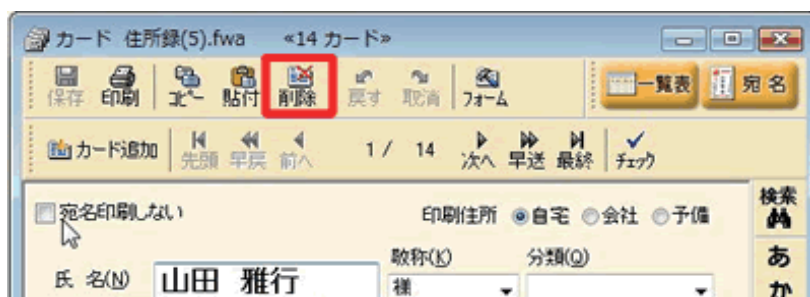 カード 住所録(5).fwa «14 カード»
保存 印刷 コピー 貼付 削除 戻す 取消 フォーム 一覧表 宛名
カード追加 先頭 早戻 前へ 1 / 14 次へ 早送 最終 チェック
宛名印刷しない 印刷住所 自宅 会社 予備 検索
敬称(K) 分類(Q) あ
氏 名(N) 山田 雅行 様 か